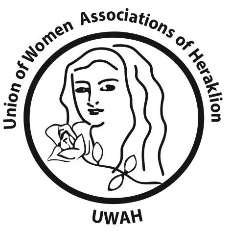 Union of Women Associations of Heraklion
UWAH